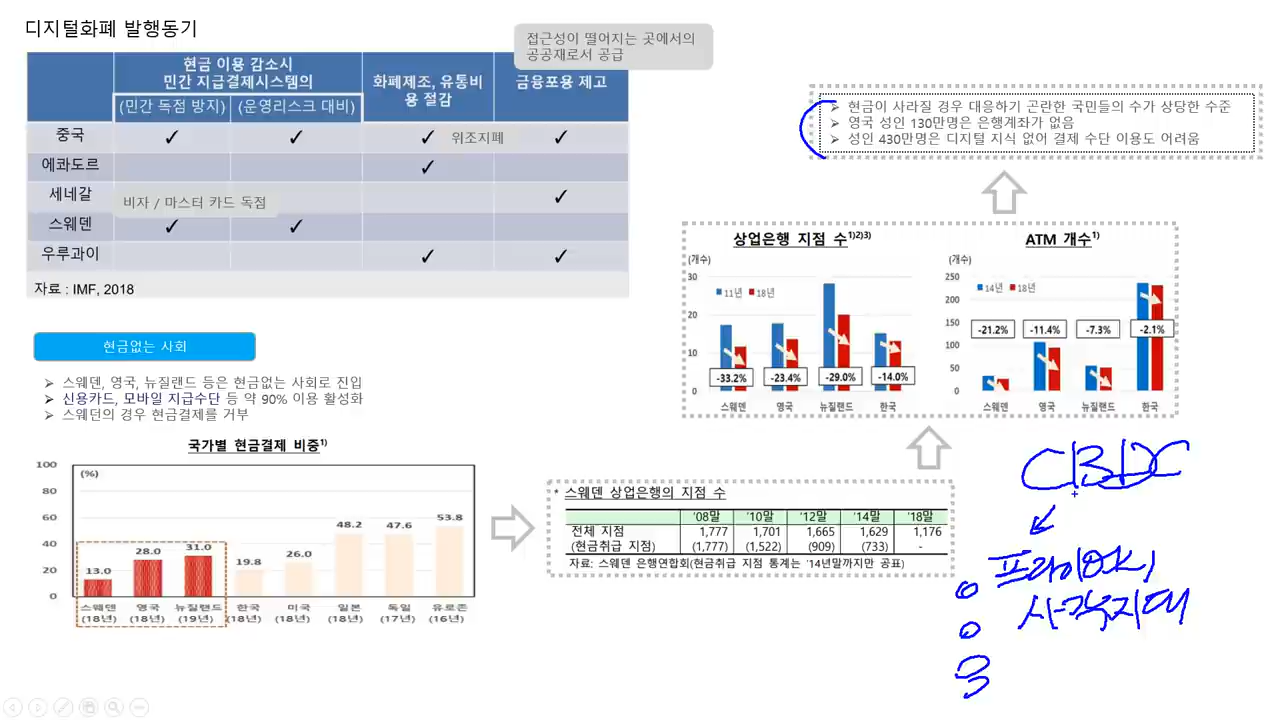 디지털화폐 발행동기
접근성이 떨어지는 곳에서의
공공재로서 공급
현금 이용 감소시
민간 지급결제시스템의
(민간 독점 방지) (운영리스크 대비)
화폐제조, 유통비
용 절감
금융포용 제고
중국 ✓ ✓ ✓ 위조지폐 ✓
에콰도르 ✓
세네갈 ✓
비자 / 마스터 카드 독점
스웨덴 ✓ ✓
우루과이 ✓ ✓
자료 : IMF, 2018
➢ 현금이 사라질 경우 대응하기 곤란한 국민들의 수가 상당한 수준
➢ 영국 성인 130만명은 은행계좌가 없음
➢ 성인 430만명은 디지털 지식 없어 결제 수단 이용도 어려움
상업은행 지점 수1)2)3)
(개수)
30
20
10
0
11년 18년
-33.2% -23.4% -29.0% -14.0%
스웨덴 영국 뉴질랜드 한국
ATM 개수1)
(개수)
250
200
150
100
50
0
14년 18년
-21.2% -11.4% -7.3% -2.1%
스웨덴 영국 뉴질랜드 한국
현금없는 사회
➢ 스웨덴, 영국, 뉴질랜드 등은 현금없는 사회로 진입
➢ 신용카드, 모바일 지급수단 등 약 90% 이용 활성화
➢ 스웨던의 경우 현금결제를 거부
국가별 현금결제 비중1)
(%)
100
80
60
40
20
0
13.0 28.0 31.0 19.8 26.0 48.2 47.6 53.8
스웨덴 영국 뉴질랜드 한국 미국 일본 독일 유로존
(18년) (18년) (19년) (18년) (18년) (18년) (17년) (16년)
* 스웨덴 상업은행의 지점 수
'08말 '10말 '12말 '14말 '18말
전체 지점 1,777 1,701 1,665 1,629 1,176
(현금취급 지점) (1,777) (1,522) (909) (733) -
자료: 스웨덴 은행연합회(현금취급 지점 통계는 '14년말까지만 공표)
CBDC
프라이버시
사각지대